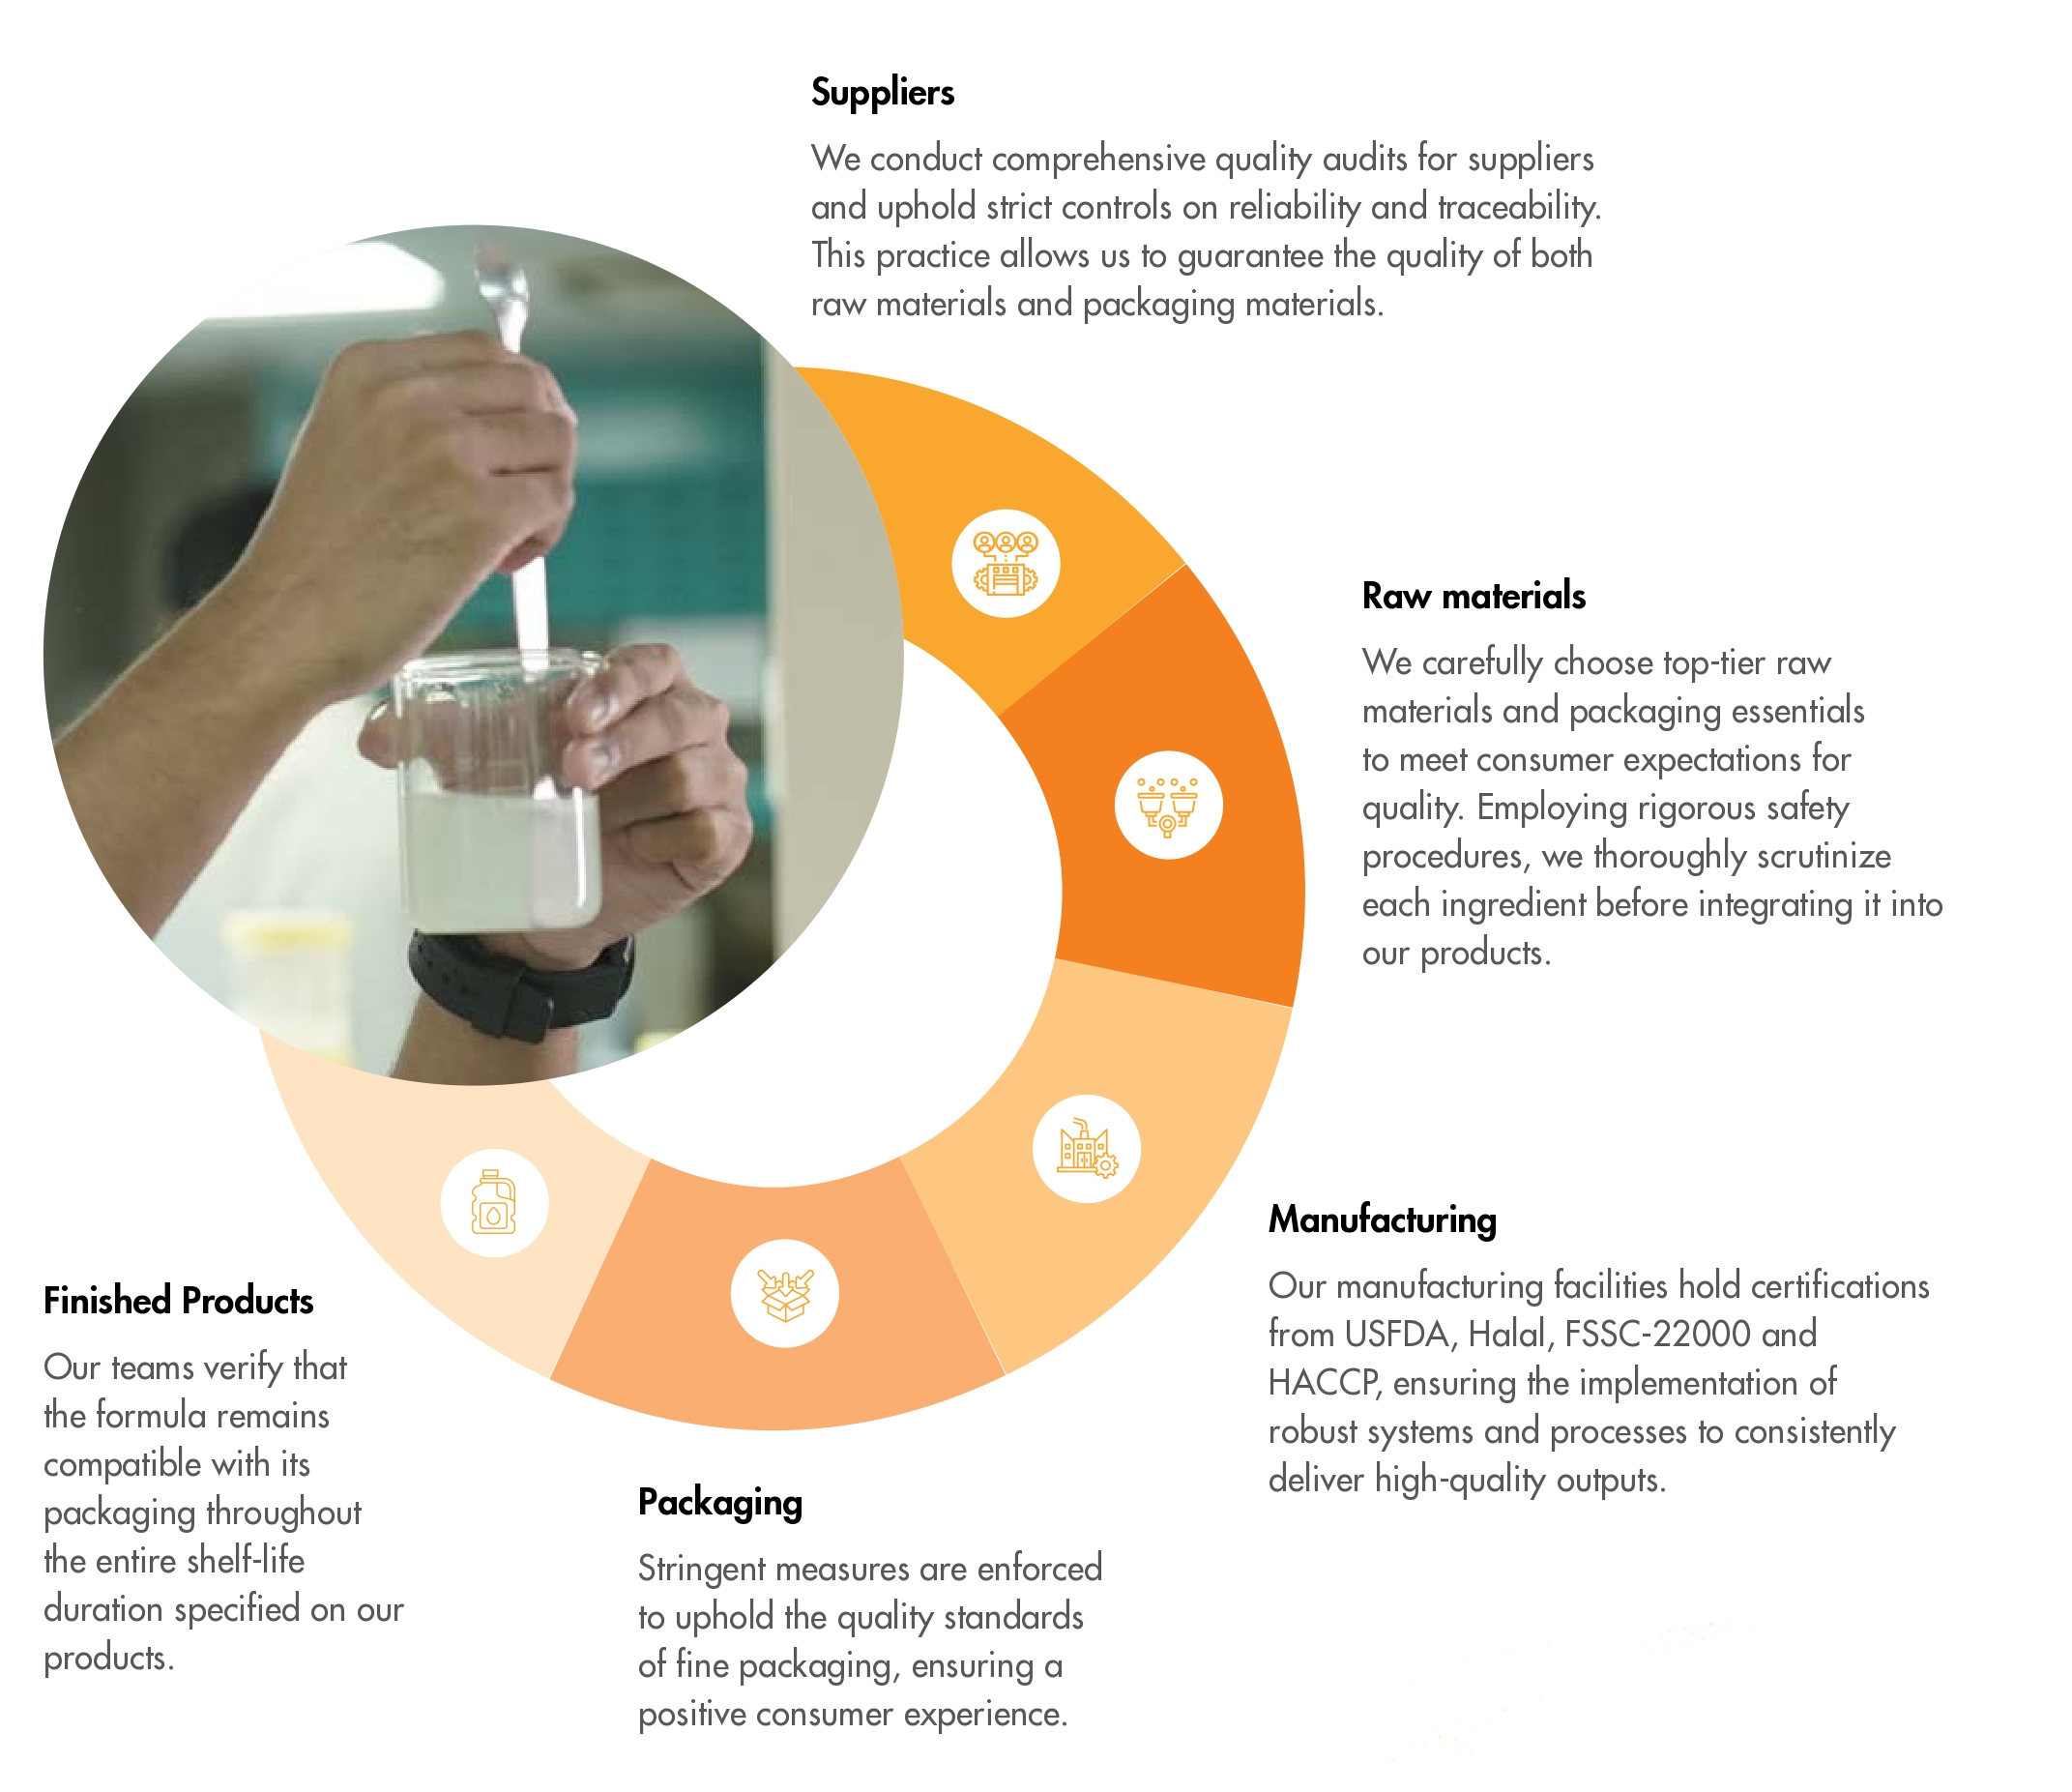 Suppliers
We conduct comprehensive quality audits for suppliers
and uphold strict controls on reliability and traceability.
This practice allows us to guarantee the quality of both
raw materials and packaging materials.
Raw materials
We carefully choose top-tier raw
materials and packaging essentials
to meet consumer expectations for
quality. Employing rigorous safety
procedures, we thoroughly scrutinize
each ingredient before integrating it into
our products.
Manufacturing
Our manufacturing facilities hold certifications
from USFDA, Halal, FSSC-22000 and
HACCP, ensuring the implementation of
robust systems and processes to consistently
deliver high-quality outputs.
Packaging
Stringent measures are enforced
to uphold the quality standards
of fine packaging, ensuring a
positive consumer experience.
Finished Products
Our teams verify that
the formula remains
compatible with its
packaging throughout
the entire shelf-life
duration specified on our
products.